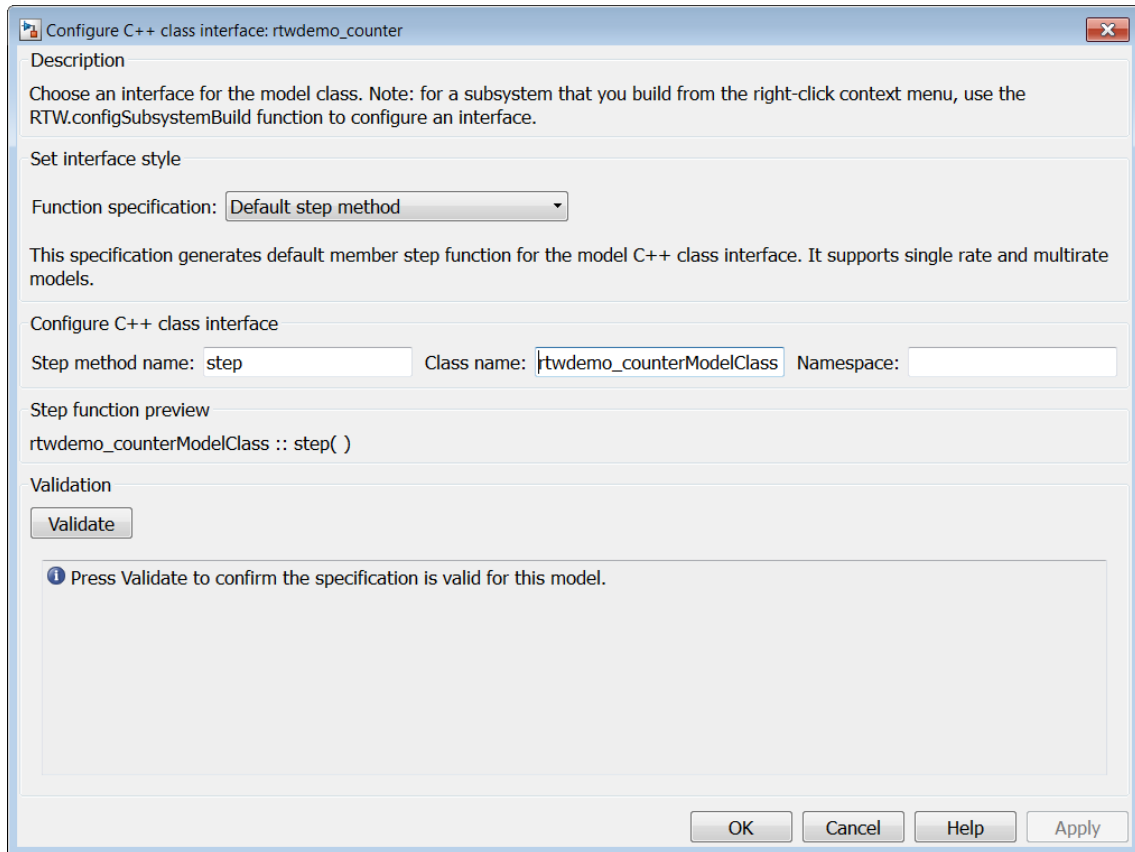 Configure C++ class interface: rtwdemo_counter
Description
Choose an interface for the model class. Note: for a subsystem that you build from the right-click context menu, use the
RTW.configSubsystemBuild function to configure an interface.
Set interface style
Function specification: Default step method
This specification generates default member step function for the model C++ class interface. It supports single rate and multirate
models.
Configure C++ class interface
Step method name: step Class name: rtwdemo_counterModelClass Namespace:
Step function preview
rtwdemo_counterModelClass :: step( )
Validation
Validate
Press Validate to confirm the specification is valid for this model.
OK Cancel Help Apply